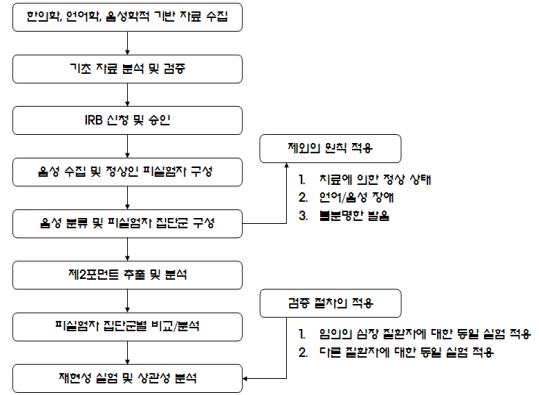 한의학, 언어학, 음성학적 기반 자료 수집
기초 자료 분석 및 검증
IRB 신청 및 승인
음성 수집 및 정상인 피실험자 구성
음성 분류 및 피실험자 집단군 구성
제2포먼트 추출 및 분석
피실험자 집단군별 비교/분석
재현성 실험 및 상관성 분석
제외의 원칙 적용
1. 치료에 의한 정상 상태
2. 언어/음성 장애
3. 불분명한 발음
검증 절차의 적용
1. 임의의 심장 질환자에 대한 동일 실험 적용
2. 다른 질환자에 대한 동일 실험 적용